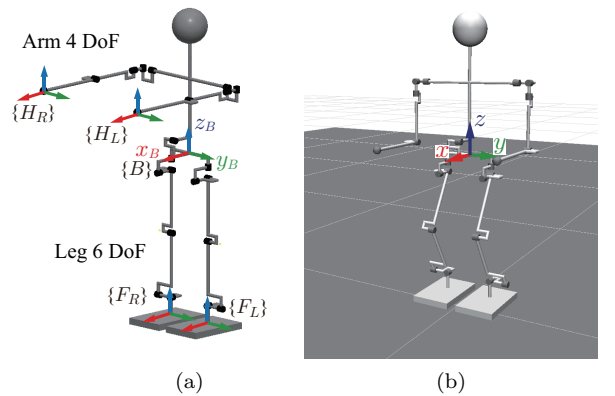 Arm 4 DoF
{H_R}
{H_L}
z_B
x_B
y_B
{B}
Leg 6 DoF
{F_R}
{F_L}
(a)
z
x
y
(b)